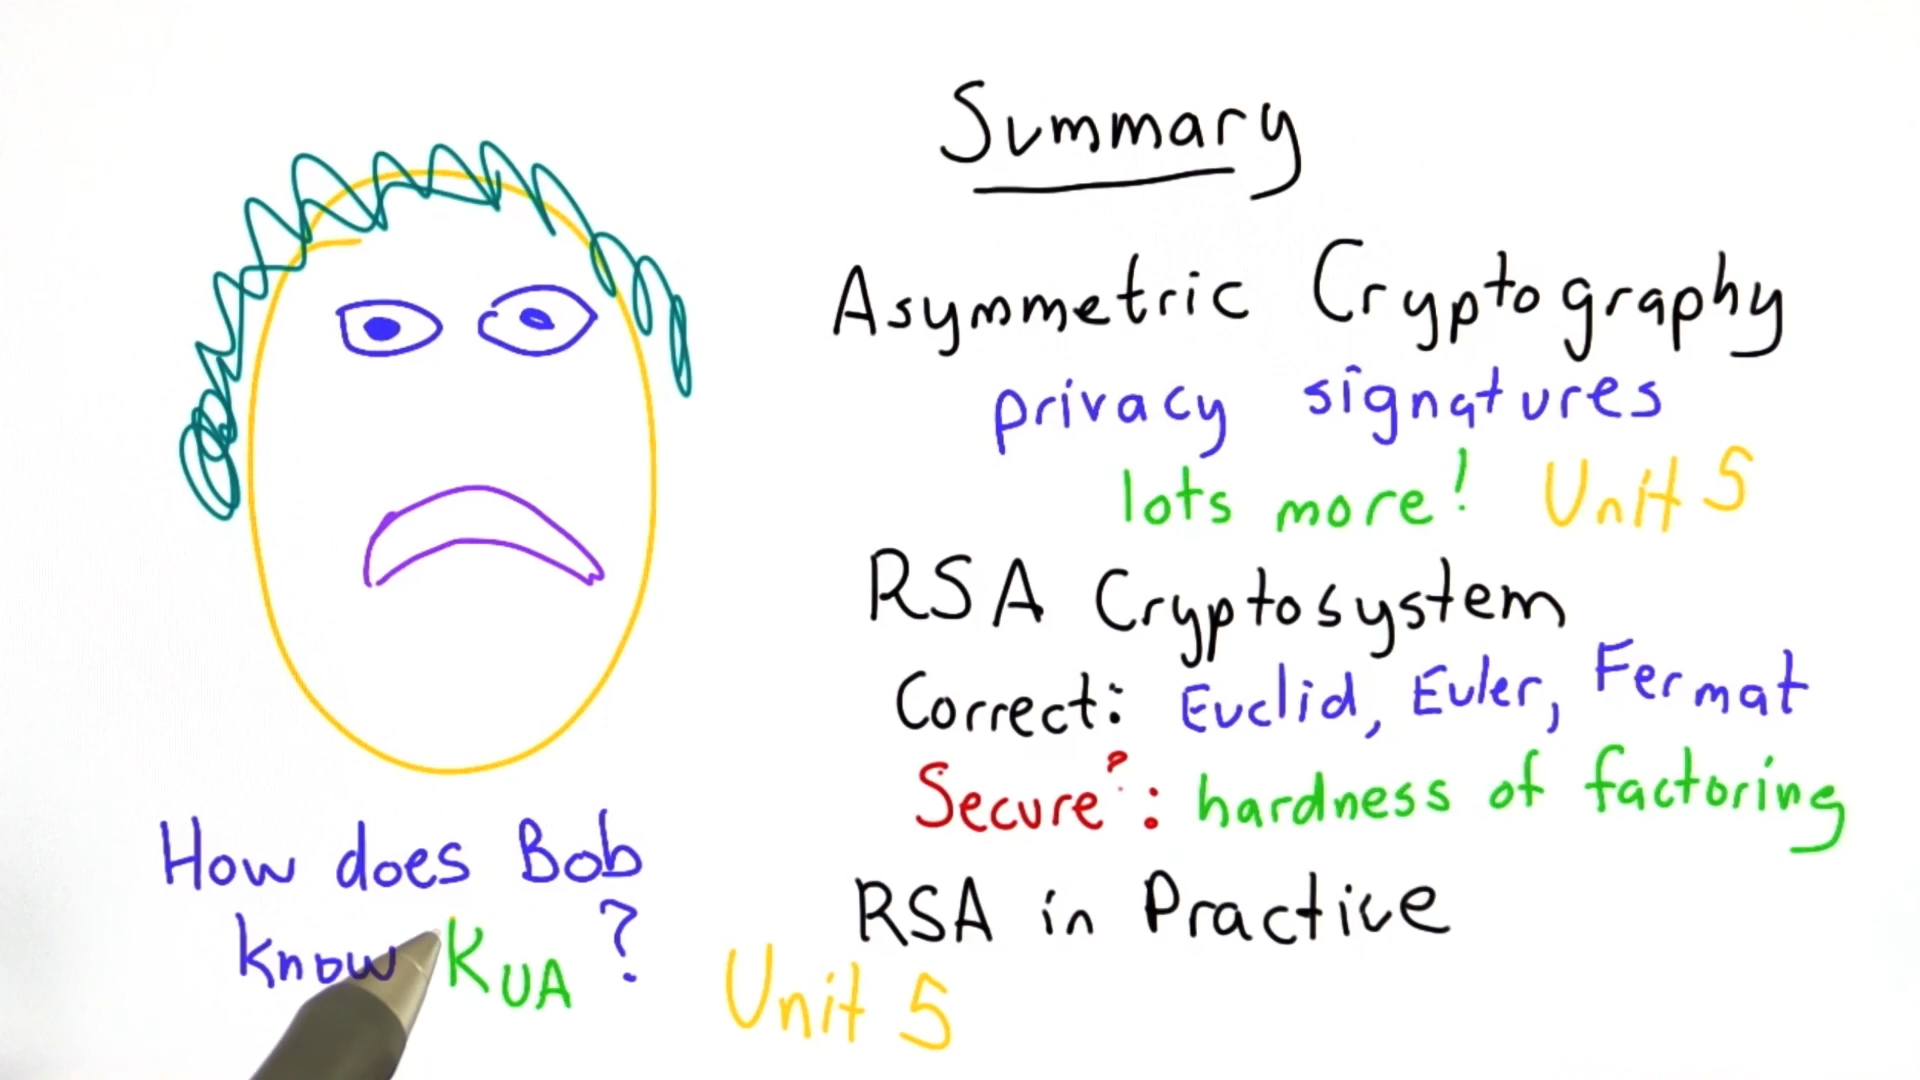 Summary
Asymmetric Cryptography
privacy signatures
lots more! Unit 5
RSA Cryptosystem
Correct: Euclid, Euler, Fermat
Secure?: hardness of factoring
RSA in Practice
Unit 5
How does Bob
know KUA ?